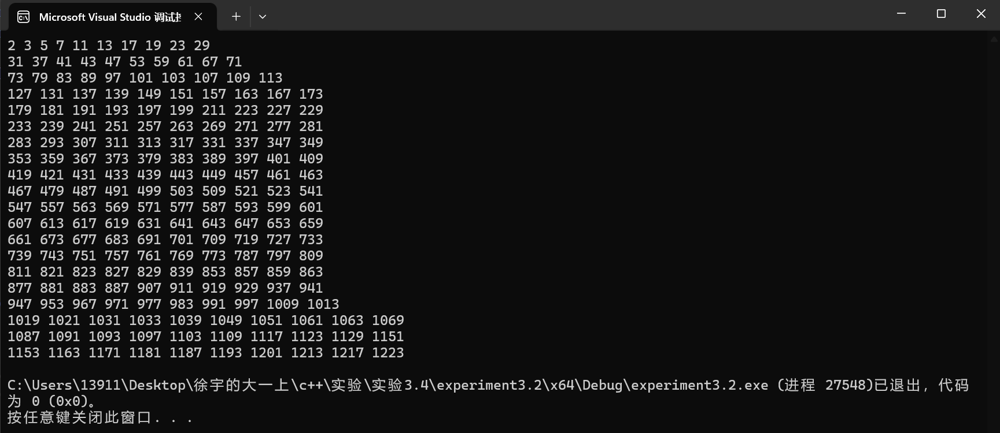 Microsoft Visual Studio 调试
2 3 5 7 11 13 17 19 23 29
31 37 41 43 47 53 59 61 67 71
73 79 83 89 97 101 103 107 109 113
127 131 137 139 149 151 157 163 167 173
179 181 191 193 197 199 211 223 227 229
233 239 241 251 257 263 269 271 277 281
283 293 307 311 313 317 331 337 347 349
353 359 367 373 379 383 389 397 401 409
419 421 431 433 439 443 449 457 461 463
467 479 487 491 499 503 509 521 523 541
547 557 563 569 571 577 587 593 599 601
607 613 617 619 631 641 643 647 653 659
661 673 677 683 691 701 709 719 727 733
739 743 751 757 761 769 773 787 797 809
811 821 823 827 829 839 853 857 859 863
877 881 883 887 907 911 919 929 937 941
947 953 967 971 977 983 991 997 1009 1013
1019 1021 1031 1033 1039 1049 1051 1061 1063 1069
1087 1091 1093 1097 1103 1109 1117 1123 1129 1151
1153 1163 1171 1181 1187 1193 1201 1213 1217 1223
C:\Users\13911\Desktop\徐宇的大一上\c++\实验\实验3.4\experiment3.2\x64\Debug\experiment3.2.exe (进程 27548)已退出，代码
为 0 (0x0)。
按任意键关闭此窗口. . .